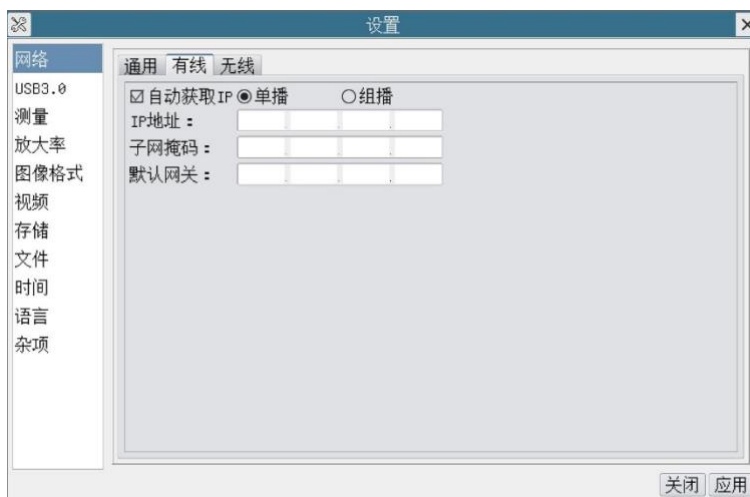 设置
网络
USB3.0
测量
放大率
图像格式
视频
存储
文件
时间
语言
杂项
通用 有线 无线
自动获取IP 单播 组播
IP地址：
子网掩码：
默认网关：
关闭 应用